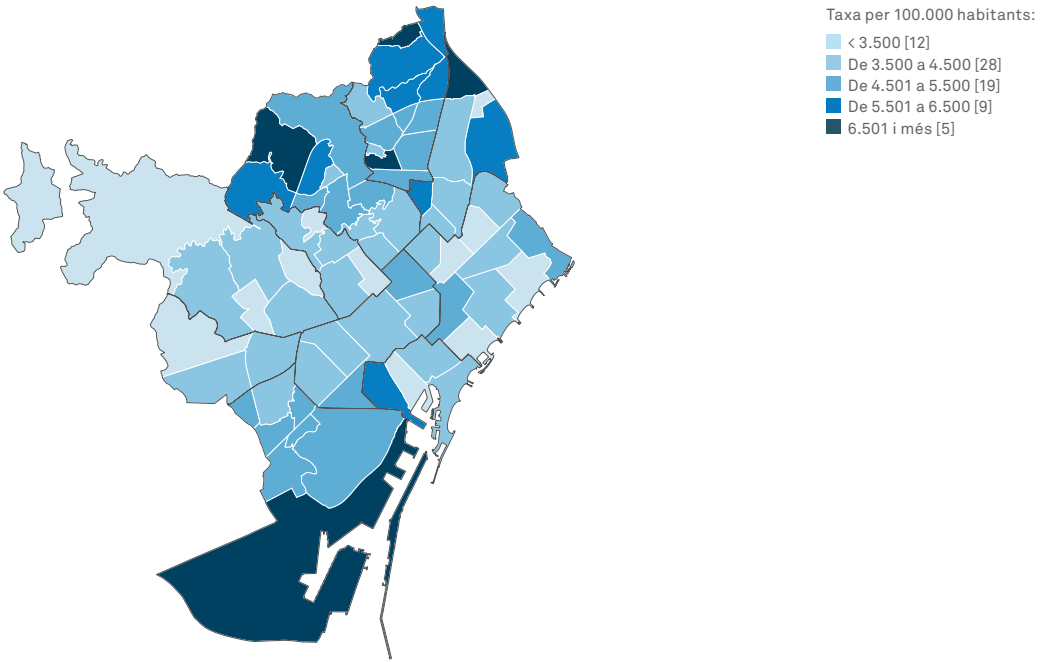 Taxa per 100.000 habitants:
< 3.500 [12]
De 3.500 a 4.500 [28]
De 4.501 a 5.500 [19]
De 5.501 a 6.500 [9]
6.501 i més [5]